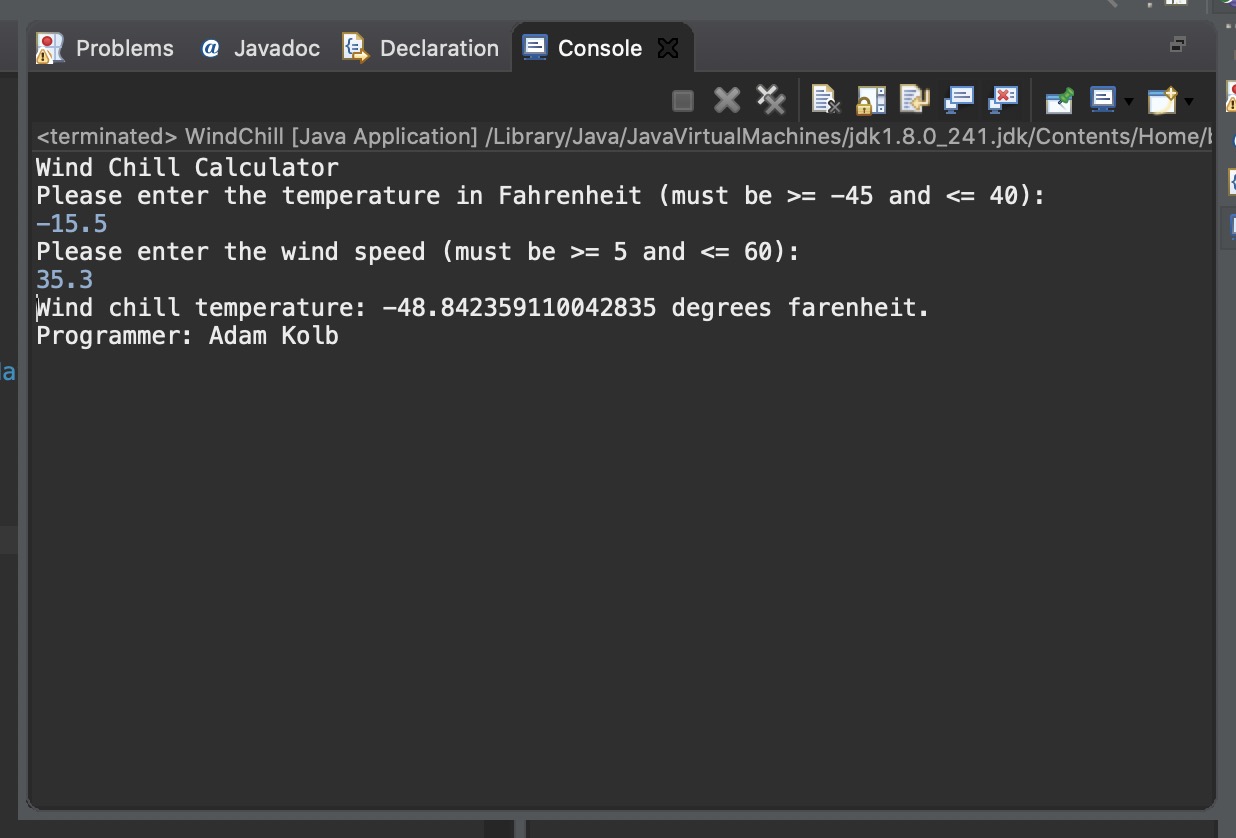 Problems Javadoc Declaration Console
<terminated> WindChill [Java Application] /Library/Java/JavaVirtualMachines/jdk1.8.0_241.jdk/Contents/Home/
Wind Chill Calculator
Please enter the temperature in Fahrenheit (must be >= -45 and <= 40):
-15.5
Please enter the wind speed (must be >= 5 and <= 60):
35.3
Wind chill temperature: -48.842359110042835 degrees farenheit.
Programmer: Adam Kolb